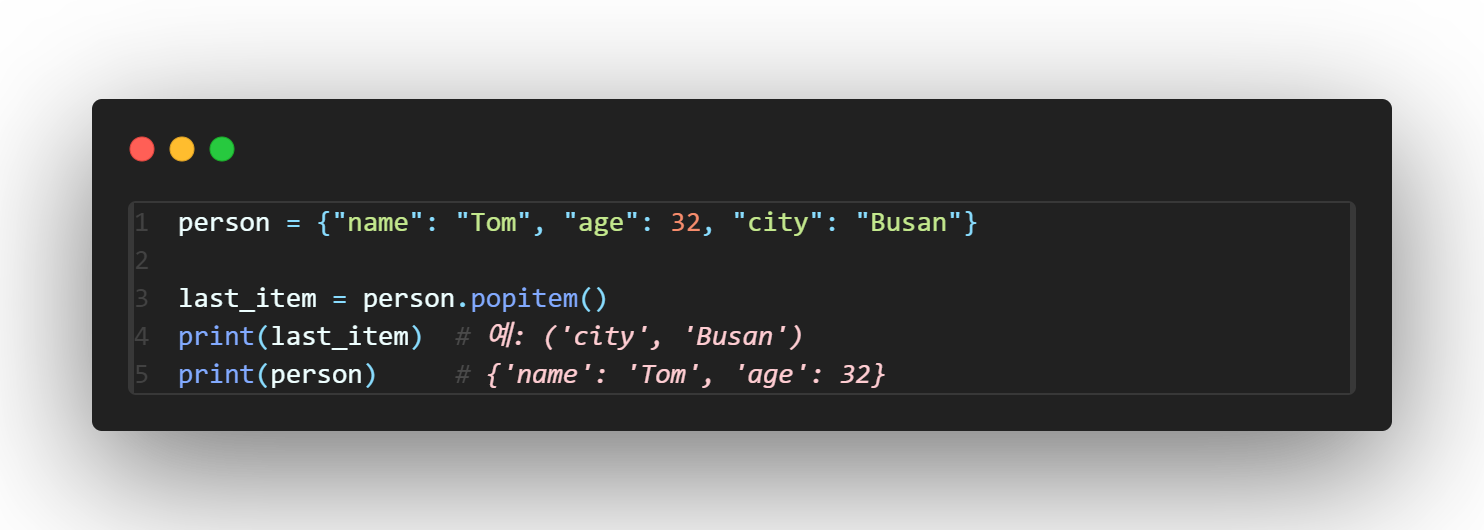 1 person = {"name": "Tom", "age": 32, "city": "Busan"}
2
3 last_item = person.popitem()
4 print(last_item)  # 예: ('city', 'Busan')
5 print(person)     # {'name': 'Tom', 'age': 32}